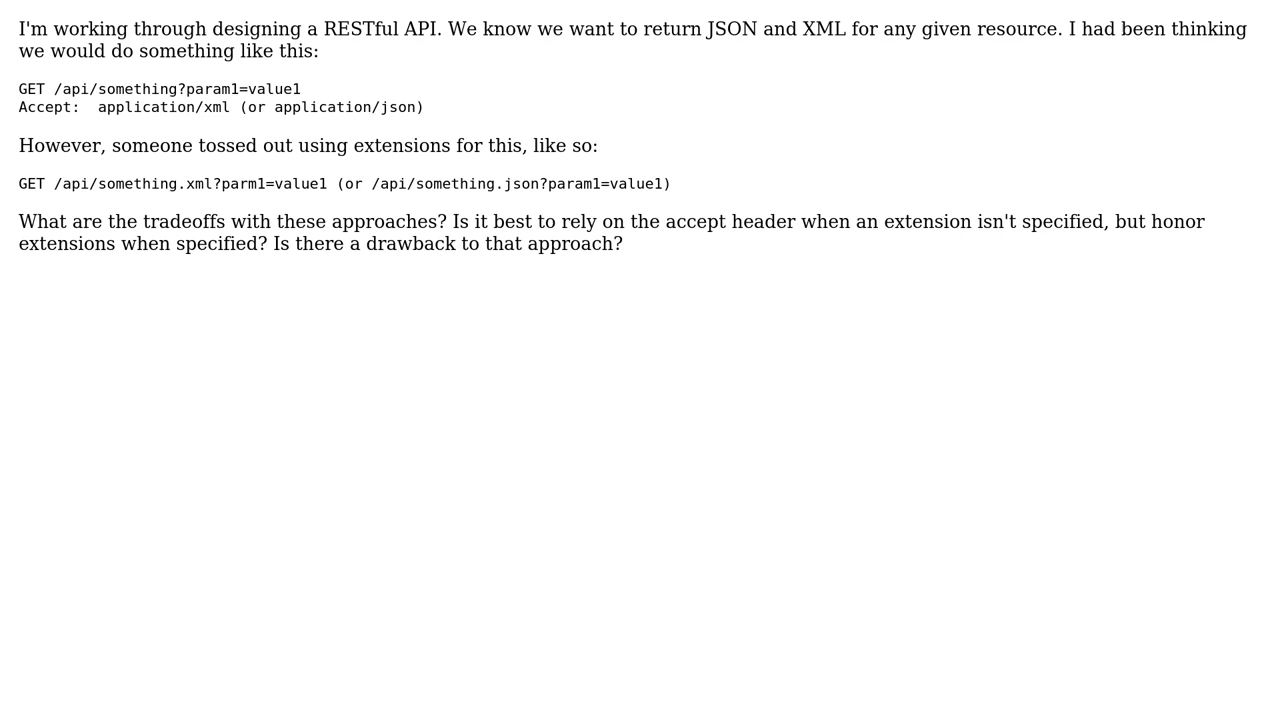 I'm working through designing a RESTful API. We know we want to return JSON and XML for any given resource. I had been thinking
we would do something like this:
GET /api/something?param1=value1
Accept:  application/xml (or application/json)
However, someone tossed out using extensions for this, like so:
GET /api/something.xml?parm1=value1 (or /api/something.json?param1=value1)
What are the tradeoffs with these approaches? Is it best to rely on the accept header when an extension isn't specified, but honor
extensions when specified? Is there a drawback to that approach?